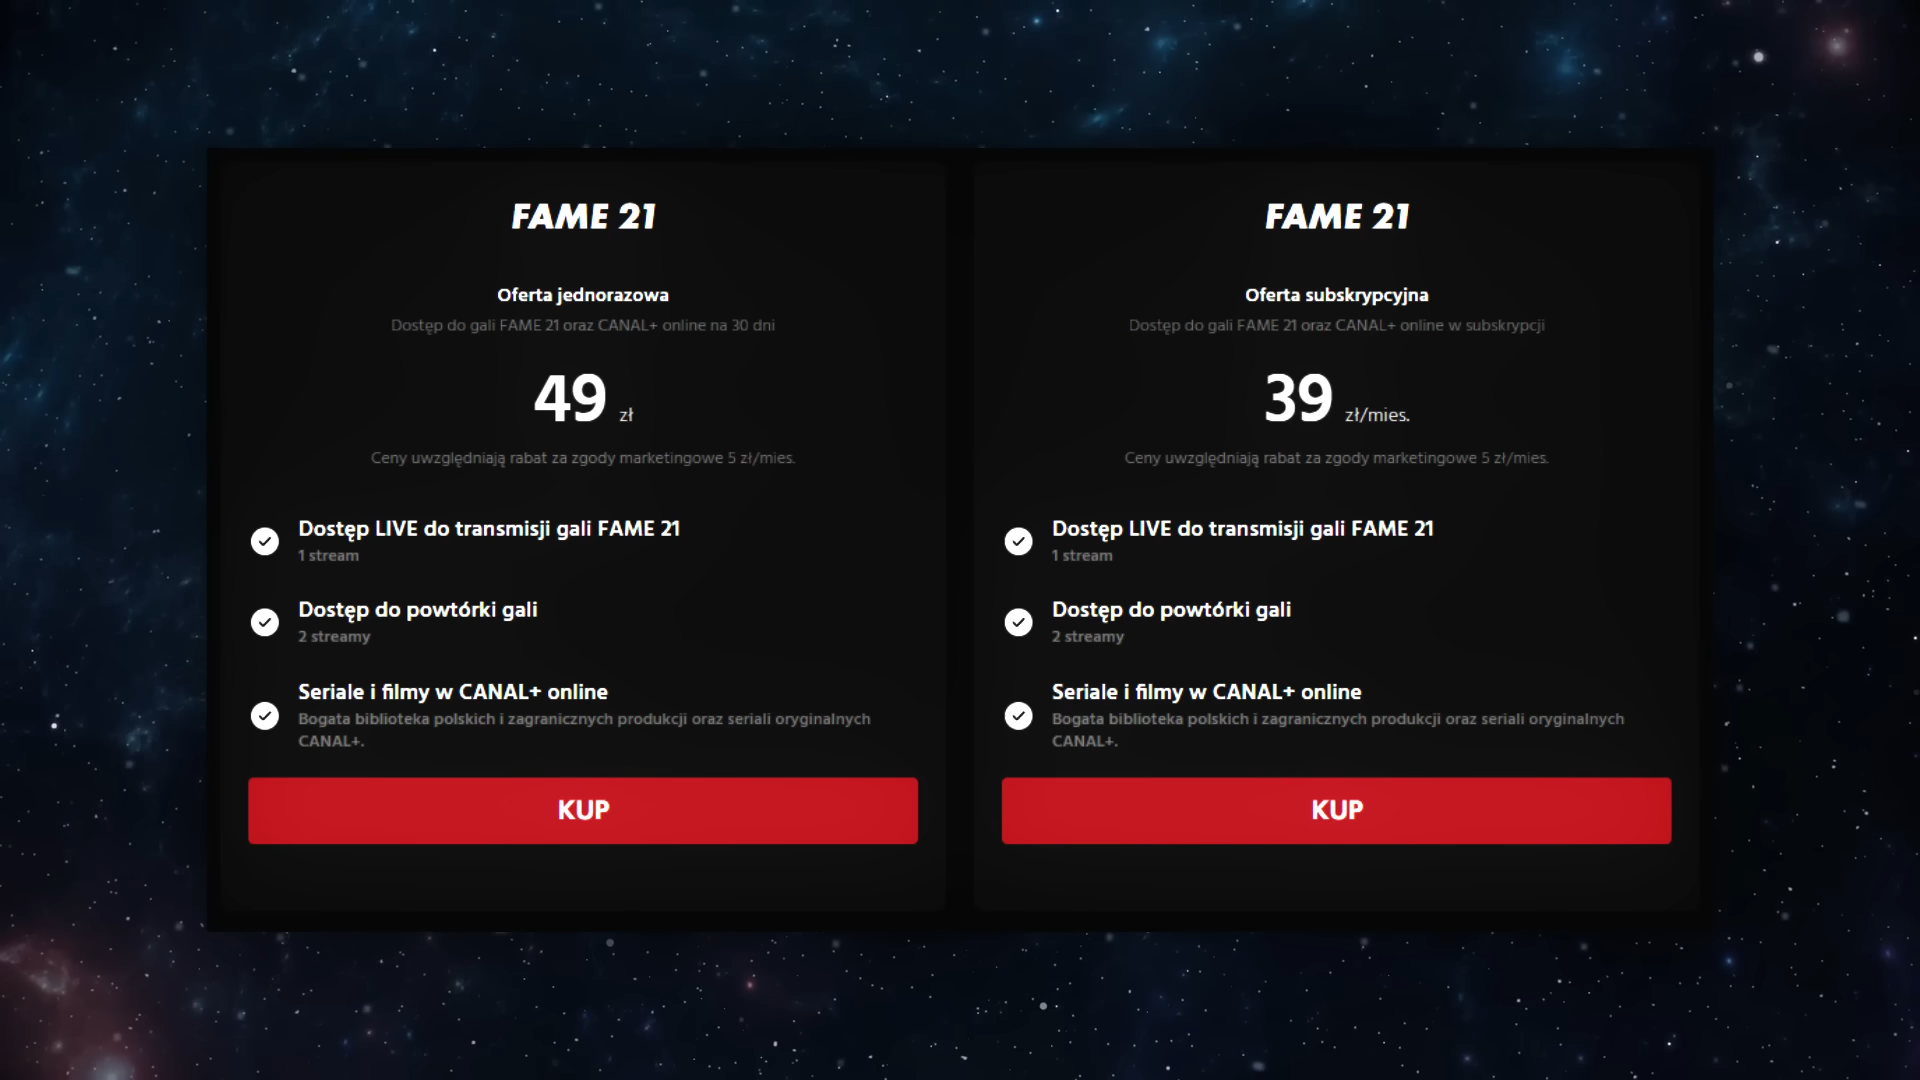 FAME 21
Oferta jednorazowa
Dostęp do gali FAME 21 oraz CANAL+ online na 30 dni
49 zł
Ceny uwzględniają rabat za zgody marketingowe 5 zł/mies.
Dostęp LIVE do transmisji gali FAME 21
1 stream
Dostęp do powtórki gali
2 streamy
Seriale i filmy w CANAL+ online
Bogata biblioteka polskich i zagranicznych produkcji oraz seriali oryginalnych
CANAL+.
KUP
FAME 21
Oferta subskrypcyjna
Dostęp do gali FAME 21 oraz CANAL+ online w subskrypcji
39 zł/mies.
Ceny uwzględniają rabat za zgody marketingowe 5 zł/mies.
Dostęp LIVE do transmisji gali FAME 21
1 stream
Dostęp do powtórki gali
2 streamy
Seriale i filmy w CANAL+ online
Bogata biblioteka polskich i zagranicznych produkcji oraz seriali oryginalnych
CANAL+.
KUP